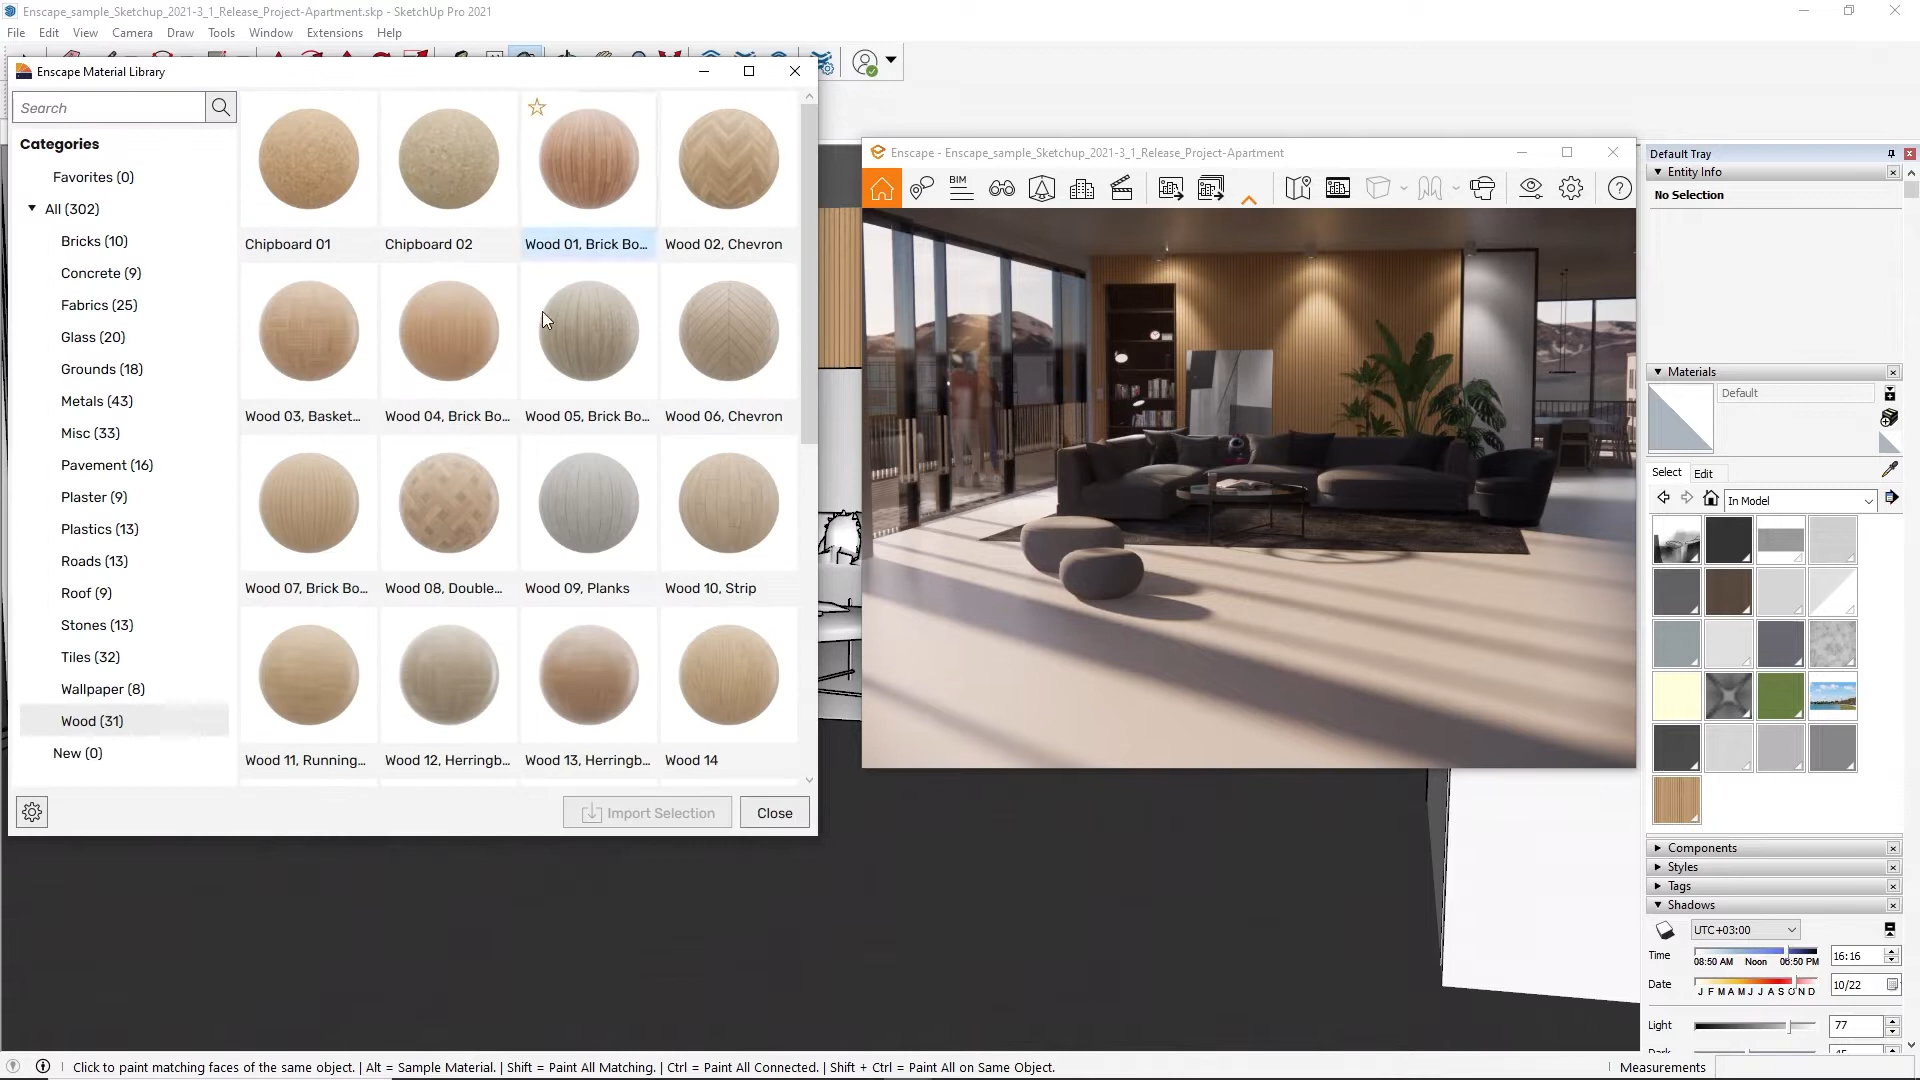 Enscape_sample_Sketchup_2021-3_1_Release_Project-Apartment.skp - SketchUp Pro 2021
File Edit View Camera Draw Tools Window Extensions Help
Enscape Material Library
Search
Categories
Favorites (0)
All (302)
Bricks (10)
Concrete (9)
Fabrics (25)
Glass (20)
Grounds (18)
Metals (43)
Misc (33)
Pavement (16)
Plaster (9)
Plastics (13)
Roads (13)
Roof (9)
Stones (13)
Tiles (32)
Wallpaper (8)
Wood (31)
New (0)
Chipboard 01
Chipboard 02
Wood 01, Brick Bo...
Wood 02, Chevron
Wood 03, Basket...
Wood 04, Brick Bo...
Wood 05, Brick Bo...
Wood 06, Chevron
Wood 07, Brick Bo...
Wood 08, Double...
Wood 09, Planks
Wood 10, Strip
Wood 11, Running...
Wood 12, Herringb...
Wood 13, Herringb...
Wood 14
Import Selection
Close
Enscape - Enscape_sample_Sketchup_2021-3_1_Release_Project-Apartment
BIM
Default Tray
Entity Info
No Selection
Materials
Default
Select Edit
In Model
Components
Styles
Tags
Shadows
UTC+03:00
Time
08:50 AM Noon 06:50 PM
16:16
Date
J F M A M J J A S O N D
10/22
Light
77
Click to paint matching faces of the same object. | Alt = Sample Material. | Shift = Paint All Matching. | Ctrl = Paint All Connected. | Shift + Ctrl = Paint All on Same Object.
Measurements